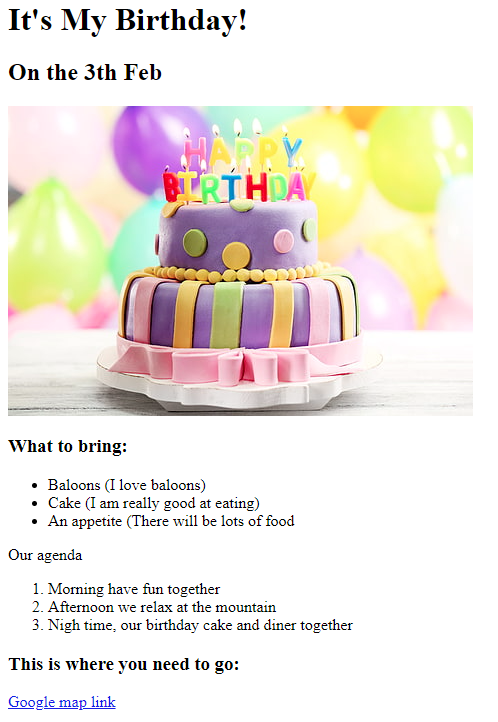 It's My Birthday!
On the 3th Feb
HAPPY
BIRTHDAY
What to bring:
Baloons (I love baloons)
Cake (I am really good at eating)
An appetite (There will be lots of food
Our agenda
1. Morning have fun together
2. Afternoon we relax at the mountain
3. Nigh time, our birthday cake and diner together
This is where you need to go:
Google map link